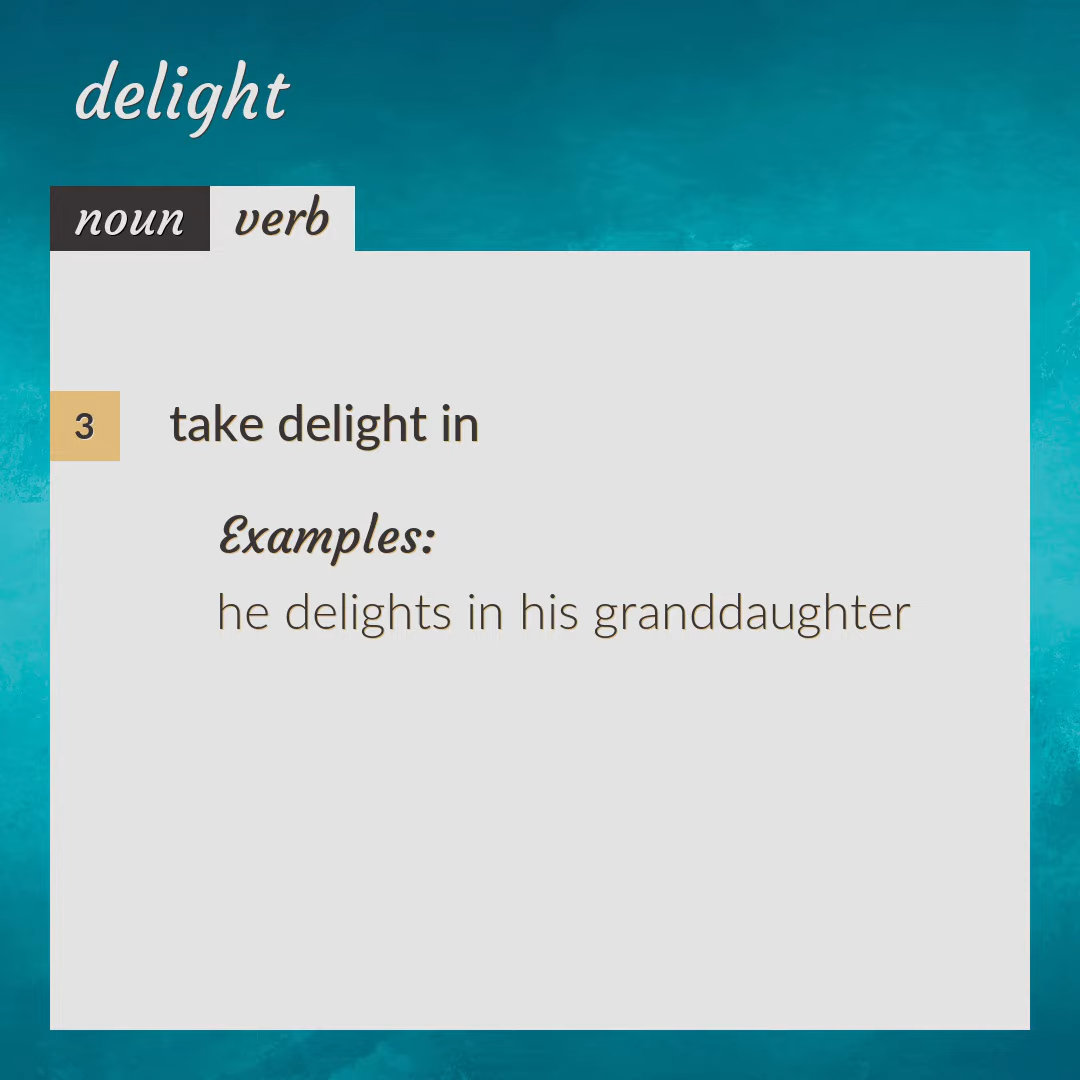 delight
noun verb
3 take delight in
Examples:
he delights in his granddaughter